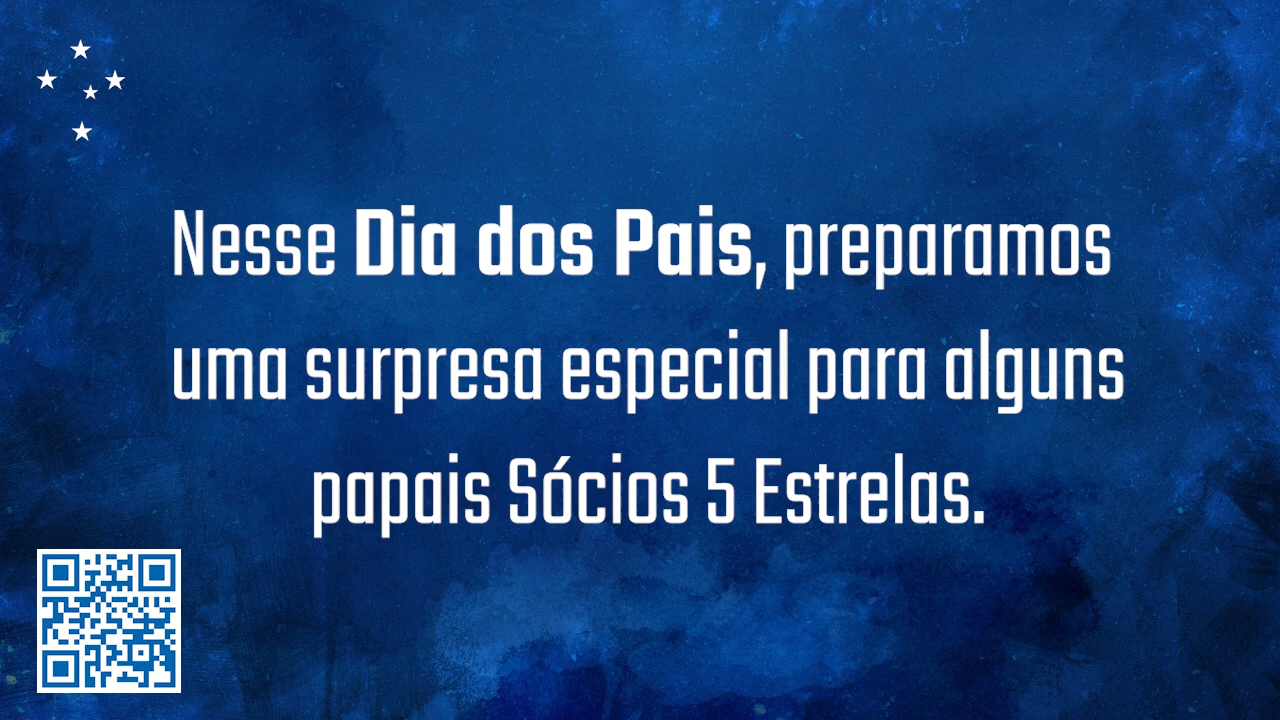 Nesse Dia dos Pais, preparamos
uma surpresa especial para alguns
papais Sócios 5 Estrelas.